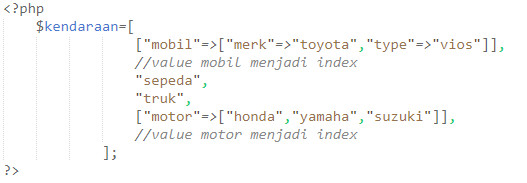 <?php
$kendaraan=[
["mobil"=>["merk"=>"toyota","type"=>"vios"]],
//value mobil menjadi index
"sepeda",
"truk",
["motor"=>["honda","yamaha","suzuki"]],
//value motor menjadi index
];
?>